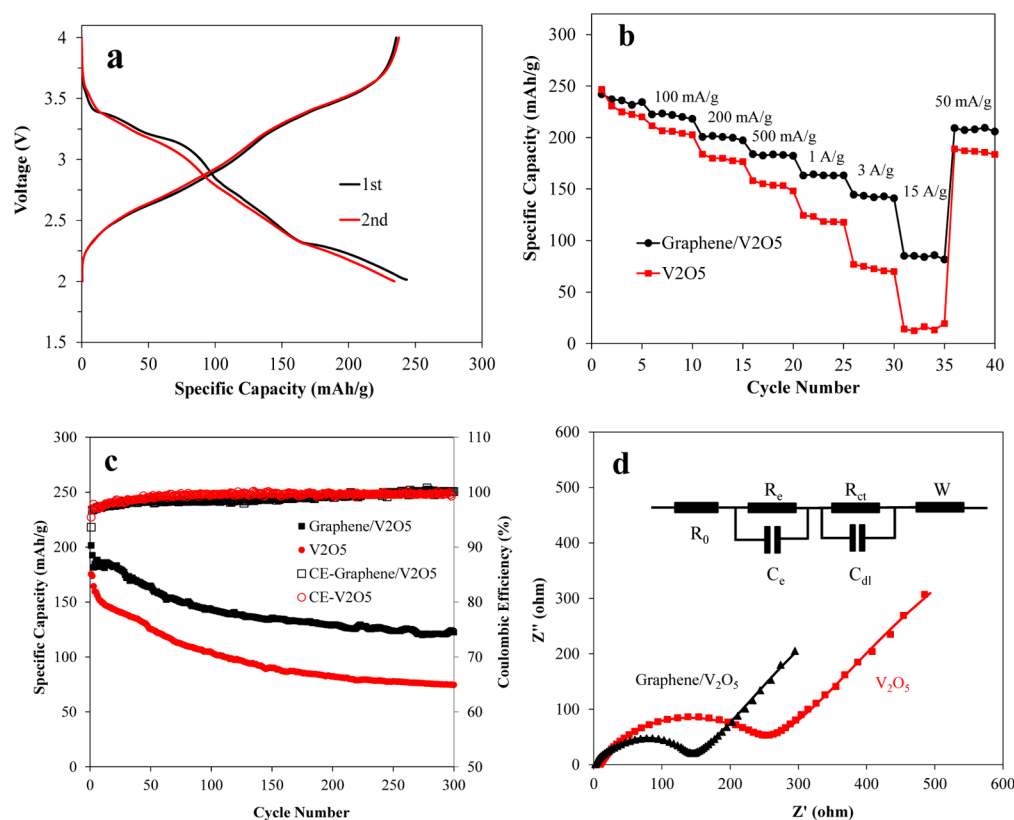 a
4
3.5
3
2.5
2
1.5
Voltage (V)
1st
2nd
0
50
100
150
200
250
300
Specific Capacity (mAh/g)
b
300
250
200
150
100
50
0
Specific Capacity (mAh/g)
100 mA/g
200 mA/g
500 mA/g
1 A/g
3 A/g
15 A/g
50 mA/g
Graphene/V2O5
V2O5
0
5
10
15
20
25
30
35
40
Cycle Number
c
300
250
200
150
100
50
0
Specific Capacity (mAh/g)
Graphene/V2O5
V2O5
CE-Graphene/V2O5
CE-V2O5
110
100
90
80
70
60
50
Coulombic Efficiency (%)
0
50
100
150
200
250
300
Cycle Number
d
600
500
400
300
200
100
0
Z'' (ohm)
R0
Re
Rct
W
Ce
Cdl
Graphene/V2O5
V2O5
0
100
200
300
400
500
600
Z' (ohm)